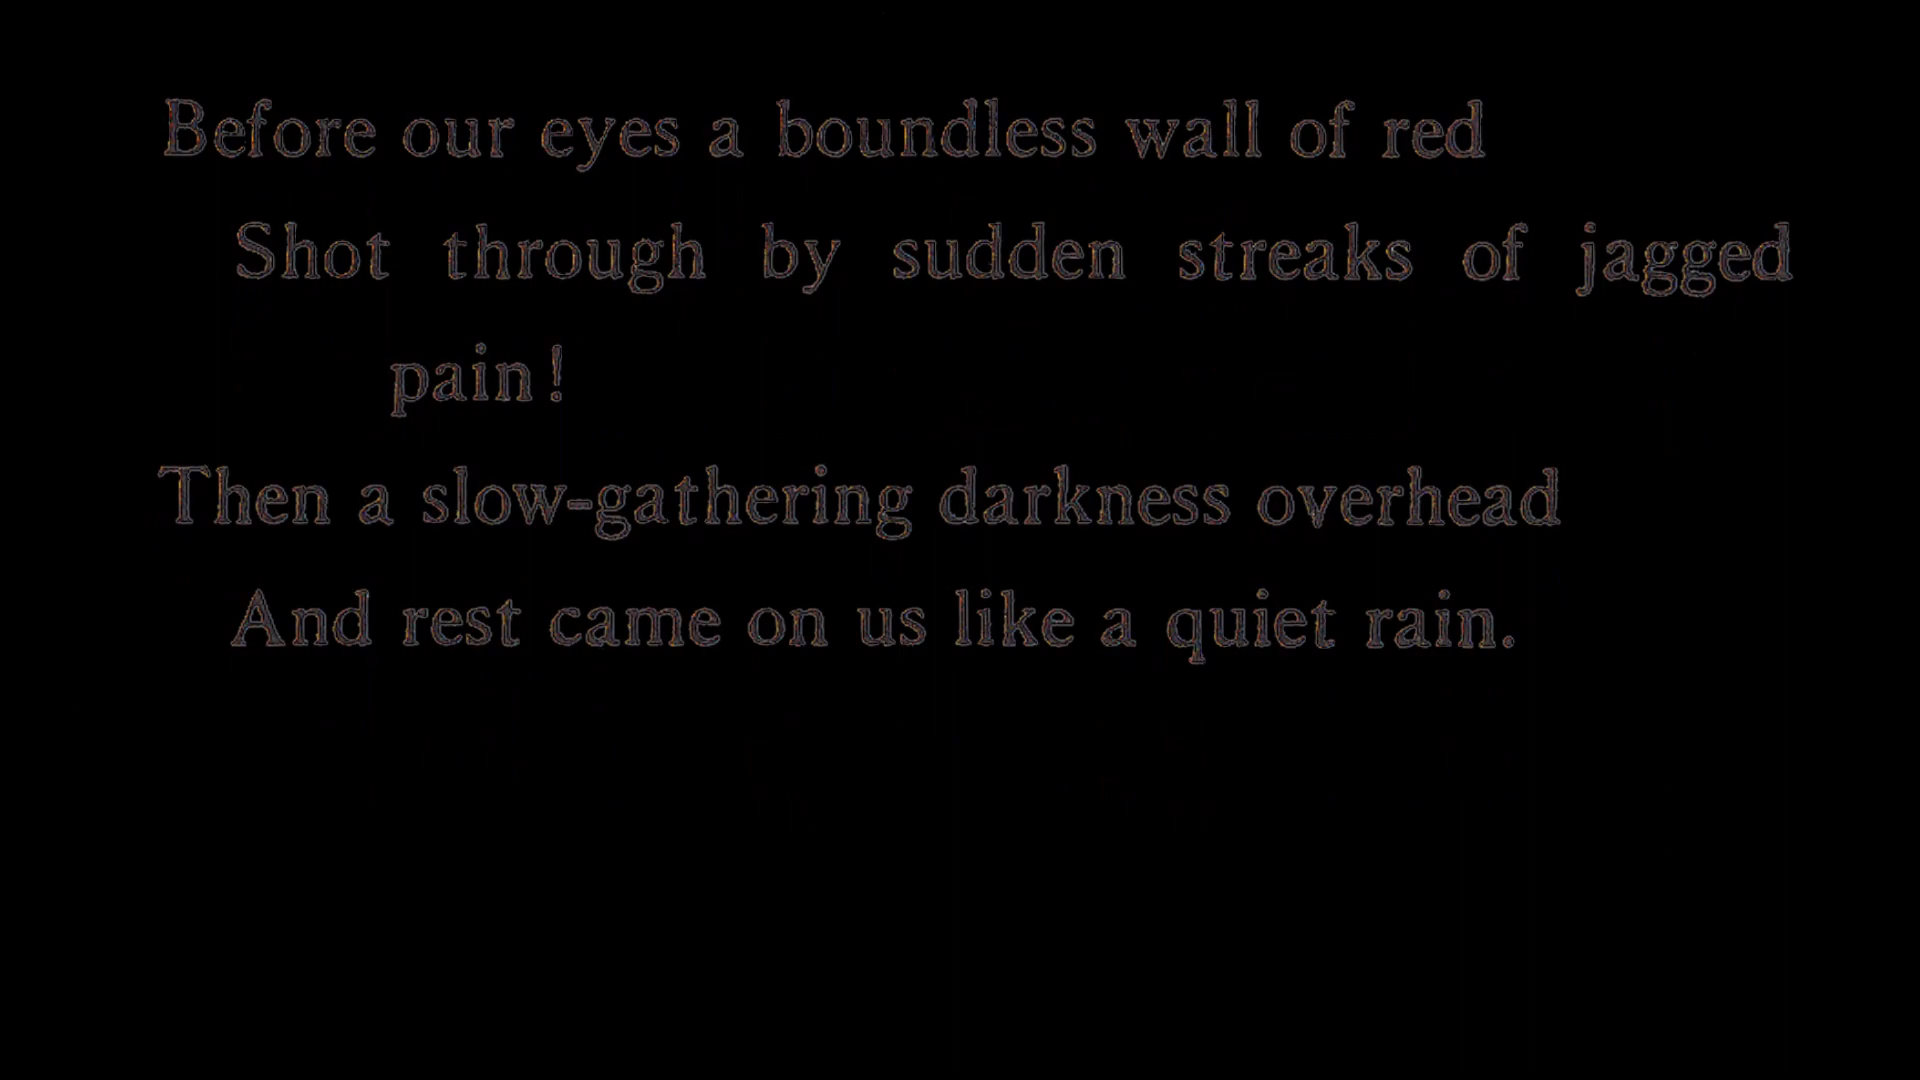 Before our eyes a boundless wall of red
Shot through by sudden streaks of jagged
pain!
Then a slow-gathering darkness overhead
And rest came on us like a quiet rain.